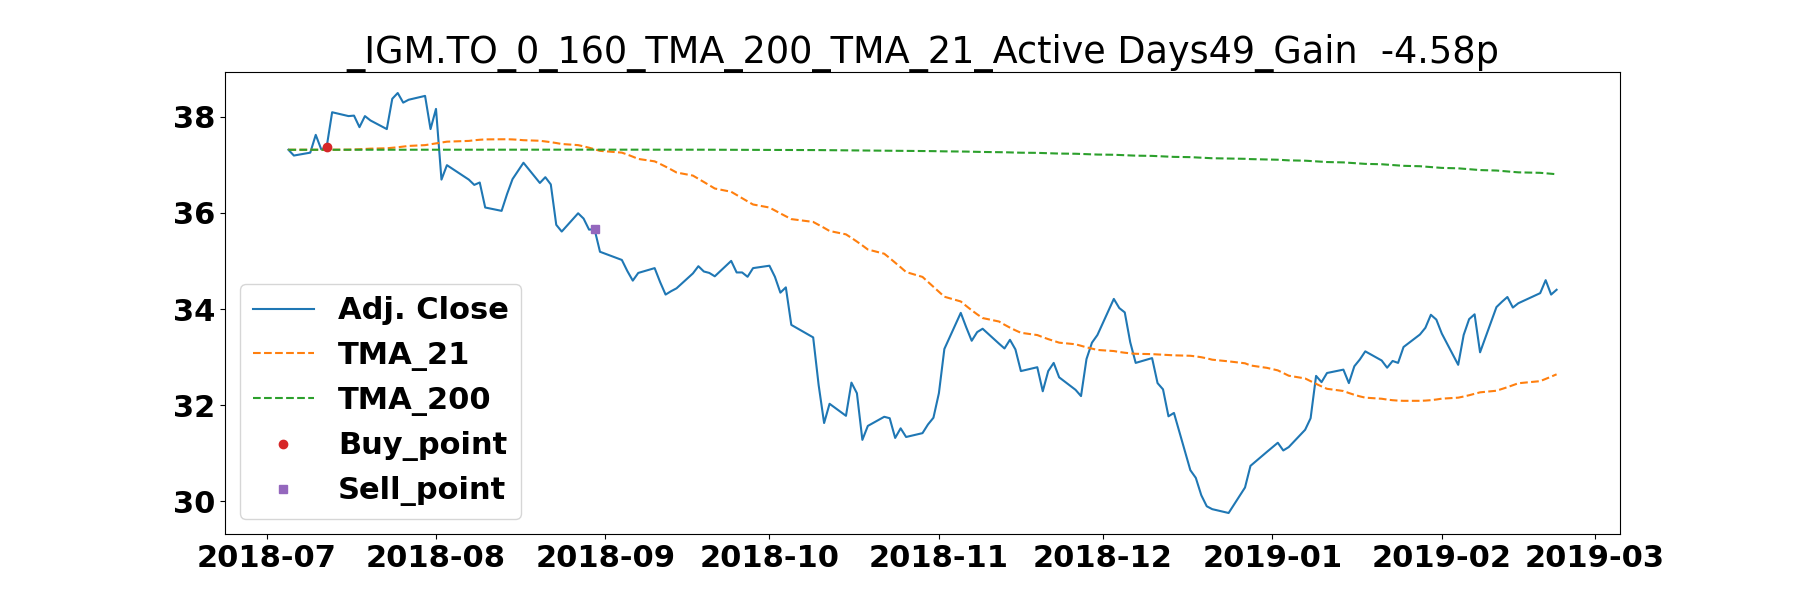 _IGM.TO_0_160_TMA_200_TMA_21_Active Days49_Gain  -4.58p
38
36
34
32
30
Adj. Close
TMA_21
TMA_200
Buy_point
Sell_point
2018-07 2018-08 2018-09 2018-10 2018-11 2018-12 2019-01 2019-02 2019-03